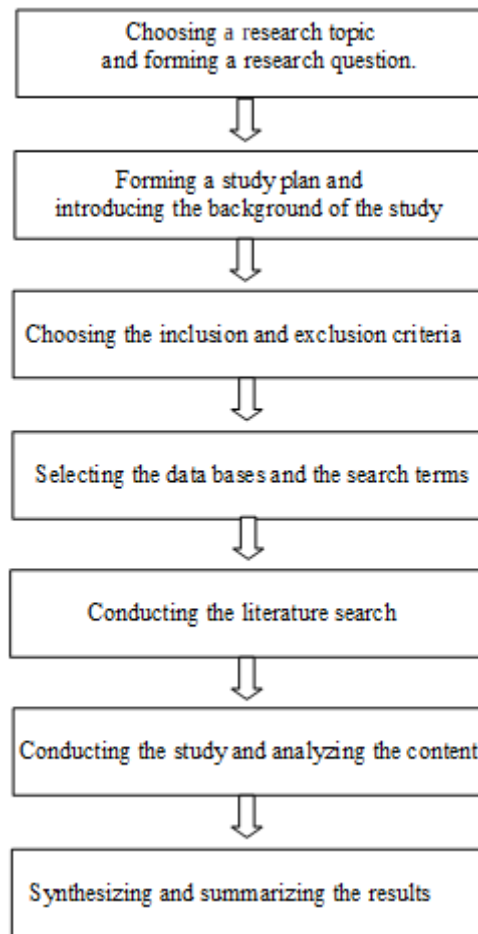 Choosing a research topic
and forming a research question.
Forming a study plan and
introducing the background of the study
Choosing the inclusion and exclusion criteria
Selecting the data bases and the search terms
Conducting the literature search
Conducting the study and analyzing the content
Synthesizing and summarizing the results